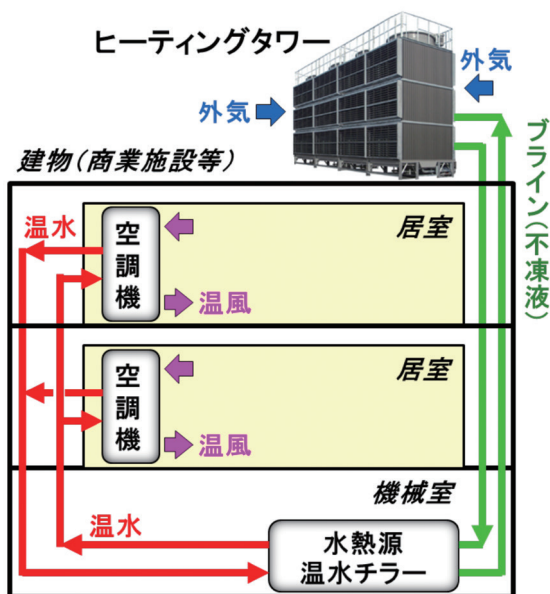 ヒーティングタワー
外気
外気
建物(商業施設等)
ブライン(不凍液)
温水
空調機
居室
温風
空調機
居室
温風
機械室
温水
水熱源
温水チラー